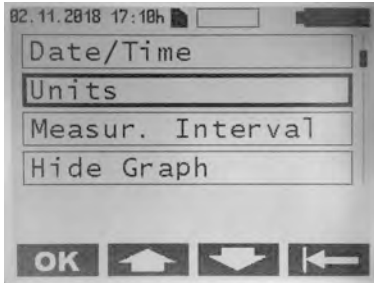 02.11.2018 17:10h
Date/Time
Units
Measur. Interval
Hide Graph
OK